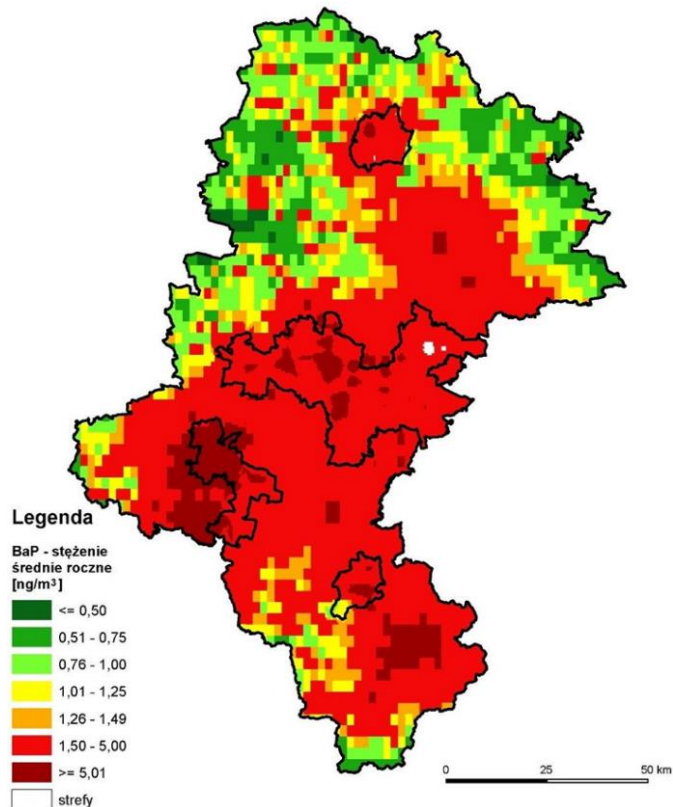 Legenda
BaP - stężenie
średnie roczne
[ng/m³]
<= 0,50
0,51 - 0,75
0,76 - 1,00
1,01 - 1,25
1,26 - 1,49
1,50 - 5,00
>= 5,01
strefy
0 25 50 km